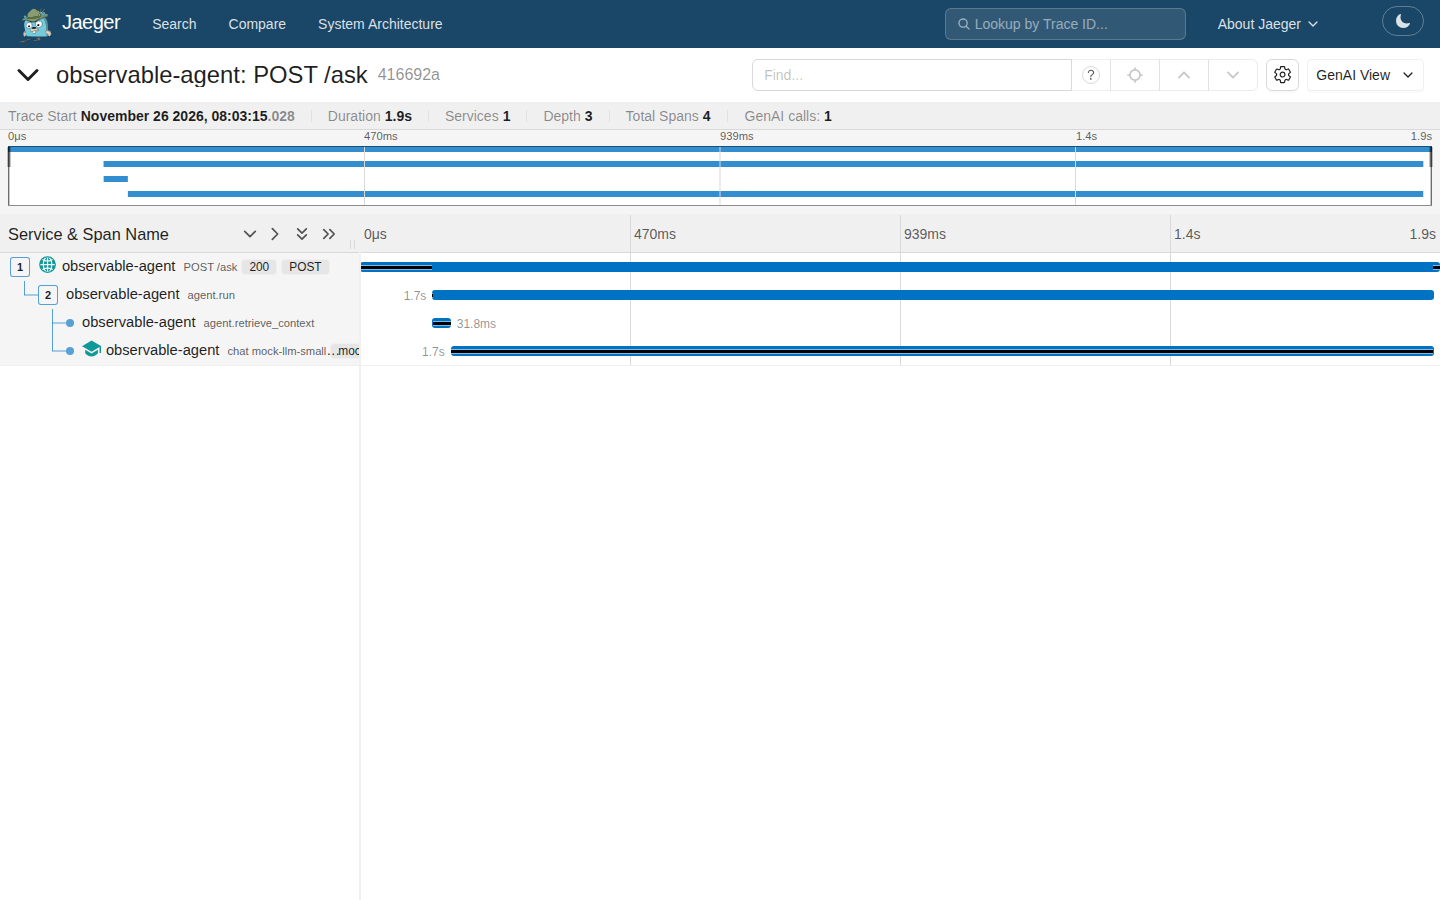 Jaeger Search Compare System Architecture Lookup by Trace ID... About Jaeger
observable-agent: POST /ask 416692a Find... ? GenAI View
Trace Start November 26 2026, 08:03:15.028 Duration 1.9s Services 1 Depth 3 Total Spans 4 GenAI calls: 1
0μs 470ms 939ms 1.4s 1.9s
Service & Span Name 0μs 470ms 939ms 1.4s 1.9s
1 observable-agent POST /ask 200 POST
2 observable-agent agent.run 1.7s
observable-agent agent.retrieve_context 31.8ms
observable-agent chat mock-llm-small... moc 1.7s